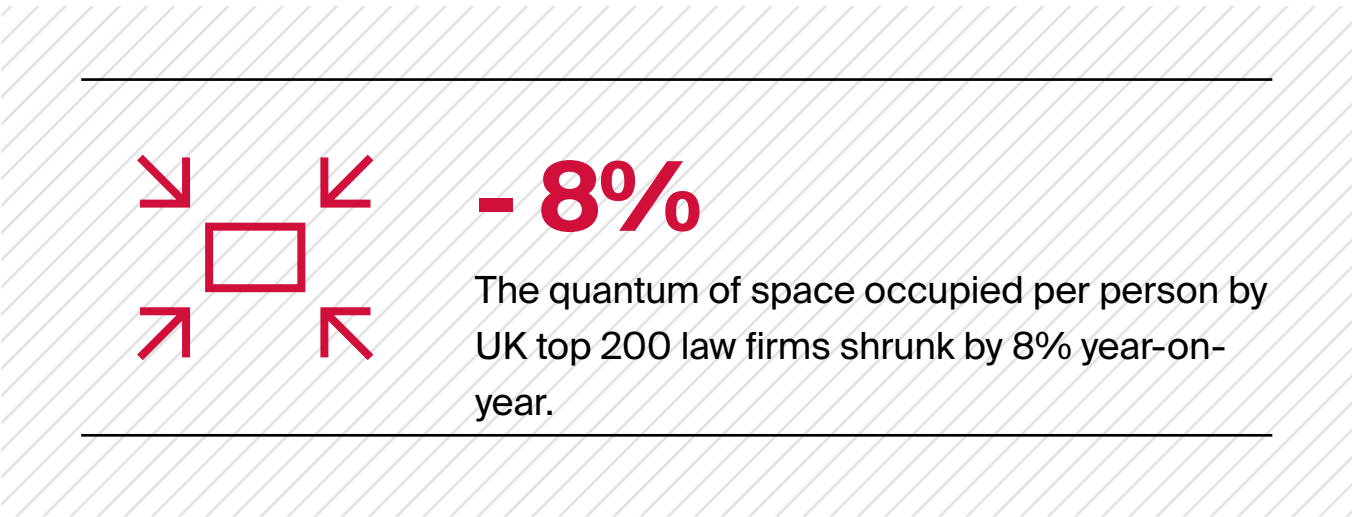 - 8%
The quantum of space occupied per person by
UK top 200 law firms shrunk by 8% year-on-
year.